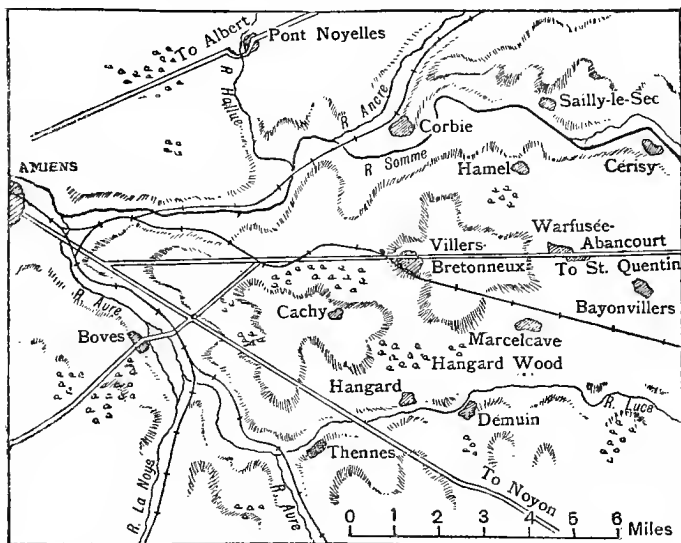 To Albert
Pont Noyelles
R Hallue
R Ancre
Sailly-le-Sec
Corbie
AMIENS
R Somme
Hamel
Cérisy
Villers-
Bretonneux
Warfusée-
Abancourt
To St. Quentin
R. Avre
Cachy
Bayonvillers
Boves
Marcelcave
Hangard Wood
Hangard
R. Luce
Démuin
Thennes
R. La Noye
R. Avre
To Noyon
0 1 2 3 4 5 6 Miles